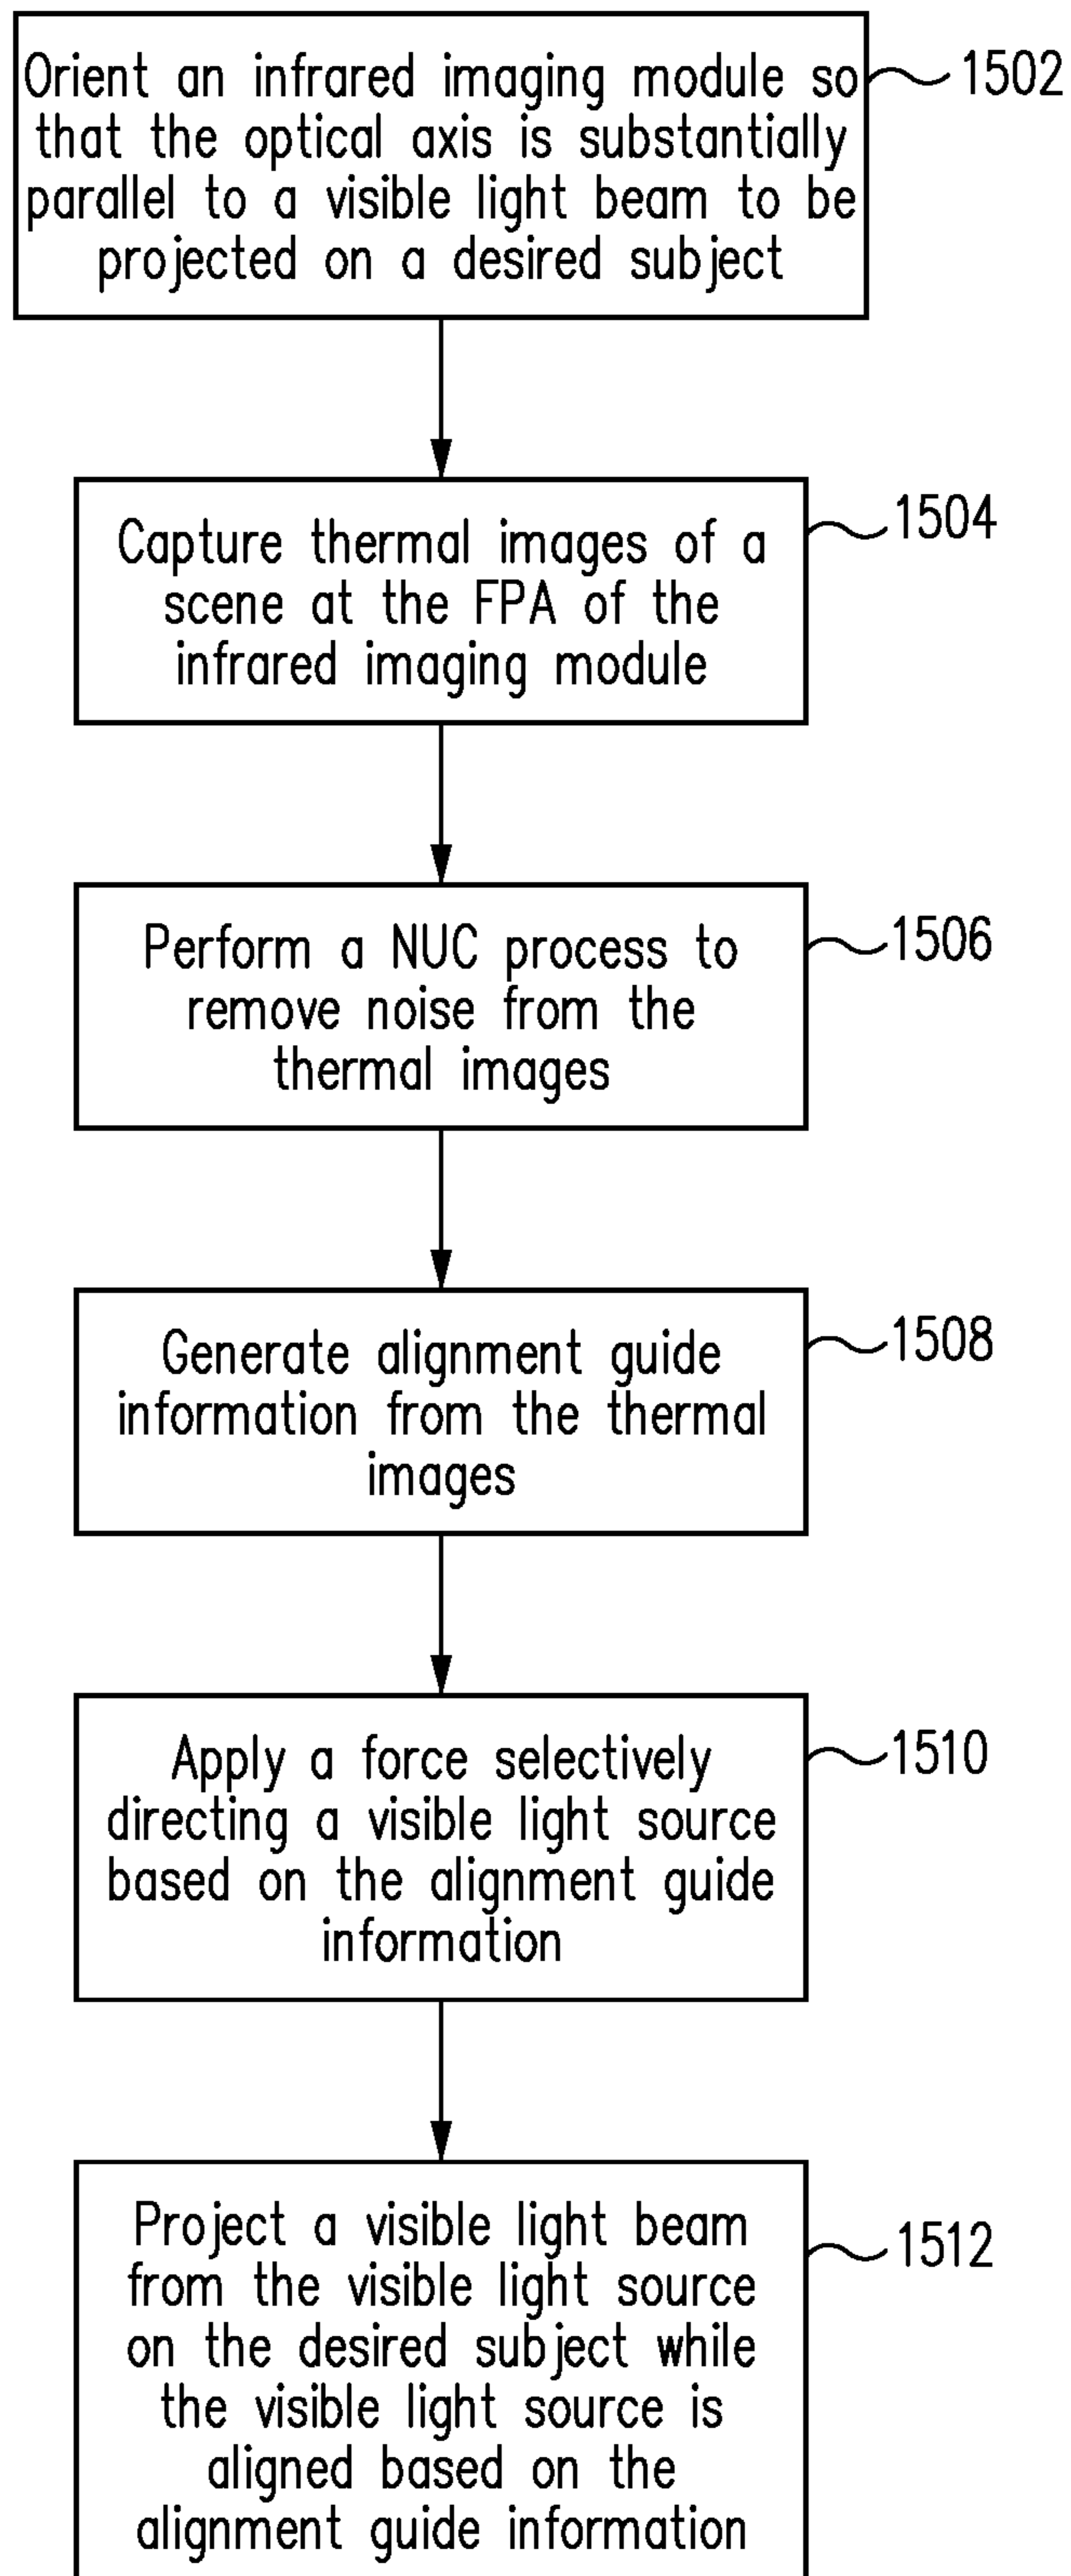 Orient an infrared imaging module so
that the optical axis is substantially
parallel to a visible light beam to be
projected on a desired subject
1502
Capture thermal images of a
scene at the FPA of the
infrared imaging module
1504
Perform a NUC process to
remove noise from the
thermal images
1506
Generate alignment guide
information from the thermal
images
1508
Apply a force selectively
directing a visible light source
based on the alignment guide
information
1510
Project a visible light beam
from the visible light source
on the desired subject while
the visible light source is
aligned based on the
alignment guide information
1512